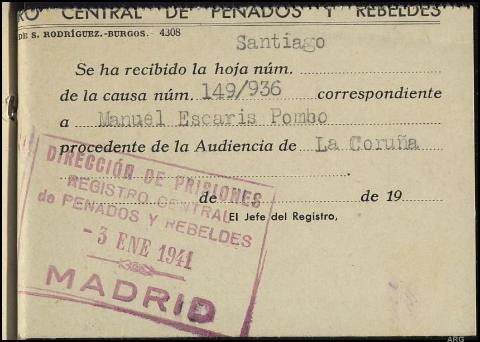 RO CENTRAL DE PENADOS Y REBELDES
DE S. RODRÍGUEZ.-BURGOS.- 4308
Santiago
Se ha recibido la hoja núm.
de la causa núm. 149/936 correspondiente
a Manuel Escaris Pombo
procedente de la Audiencia de La Coruña
de de 19
El Jefe del Registro,
DIRECCIÓN DE PRISIONES
REGISTRO CENTRAL
de PENADOS Y REBELDES
- 3 ENE 1941
MADRID
ARG